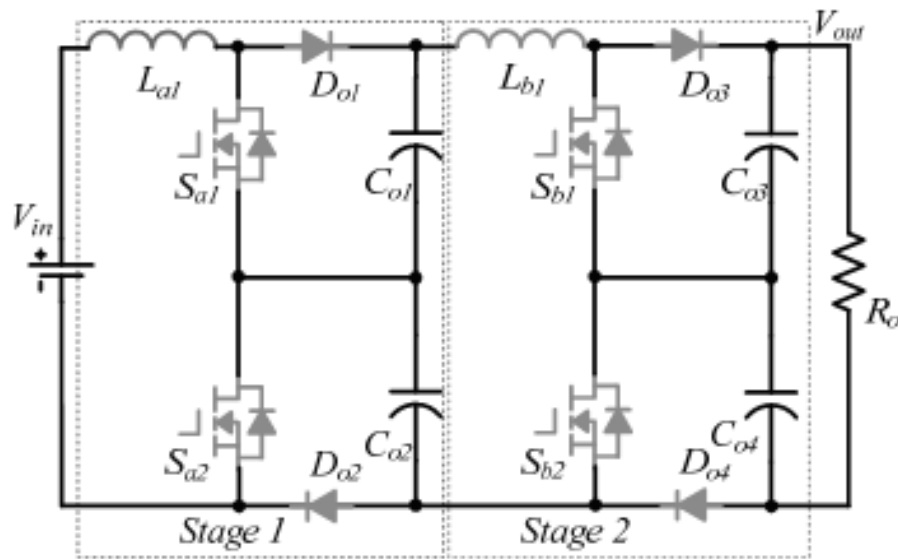 V_out
L_a1 D_o1 L_b1 D_o3
S_a1 C_o1 S_b1 C_o3
V_in
+
-
R_o
S_a2 C_o2 S_b2 C_o4
D_o2 D_o4
Stage 1 Stage 2